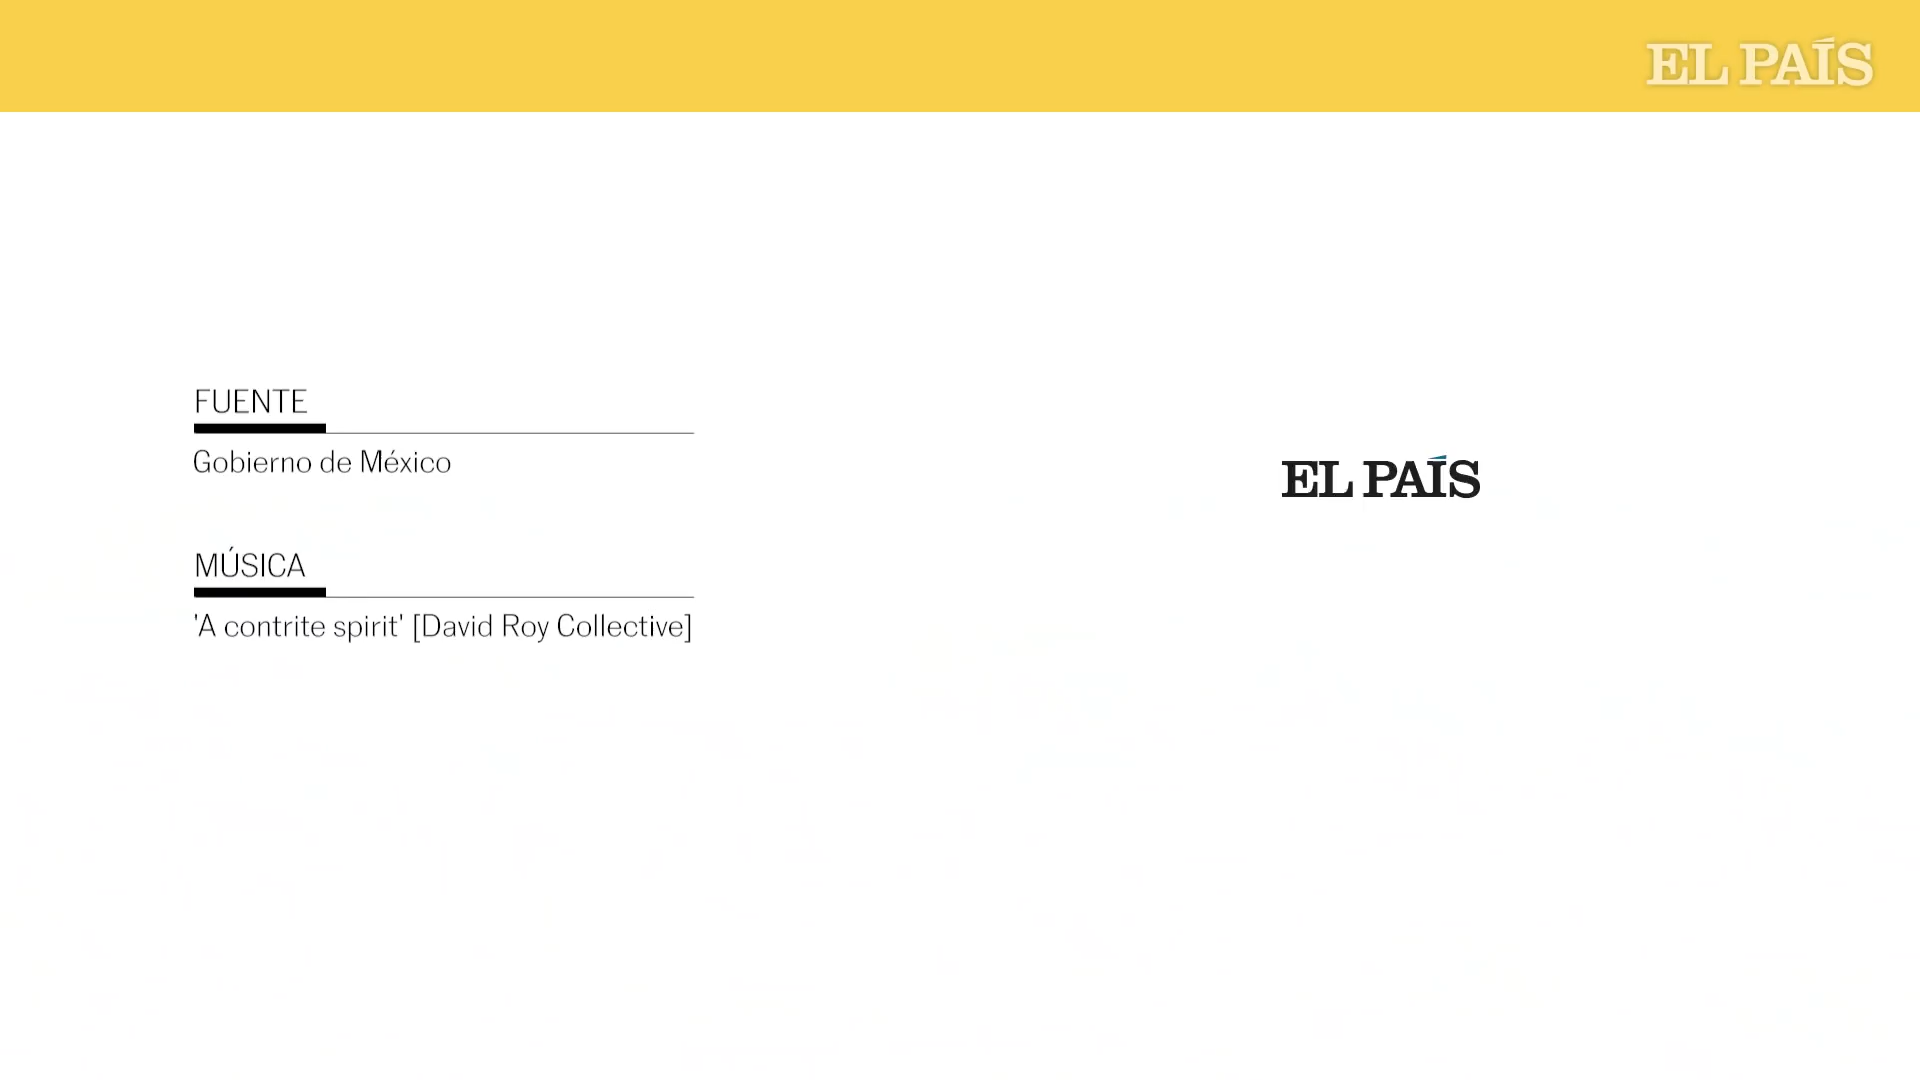 EL PAÍS
FUENTE
Gobierno de México
EL PAÍS
MÚSICA
'A contrite spirit' [David Roy Collective]